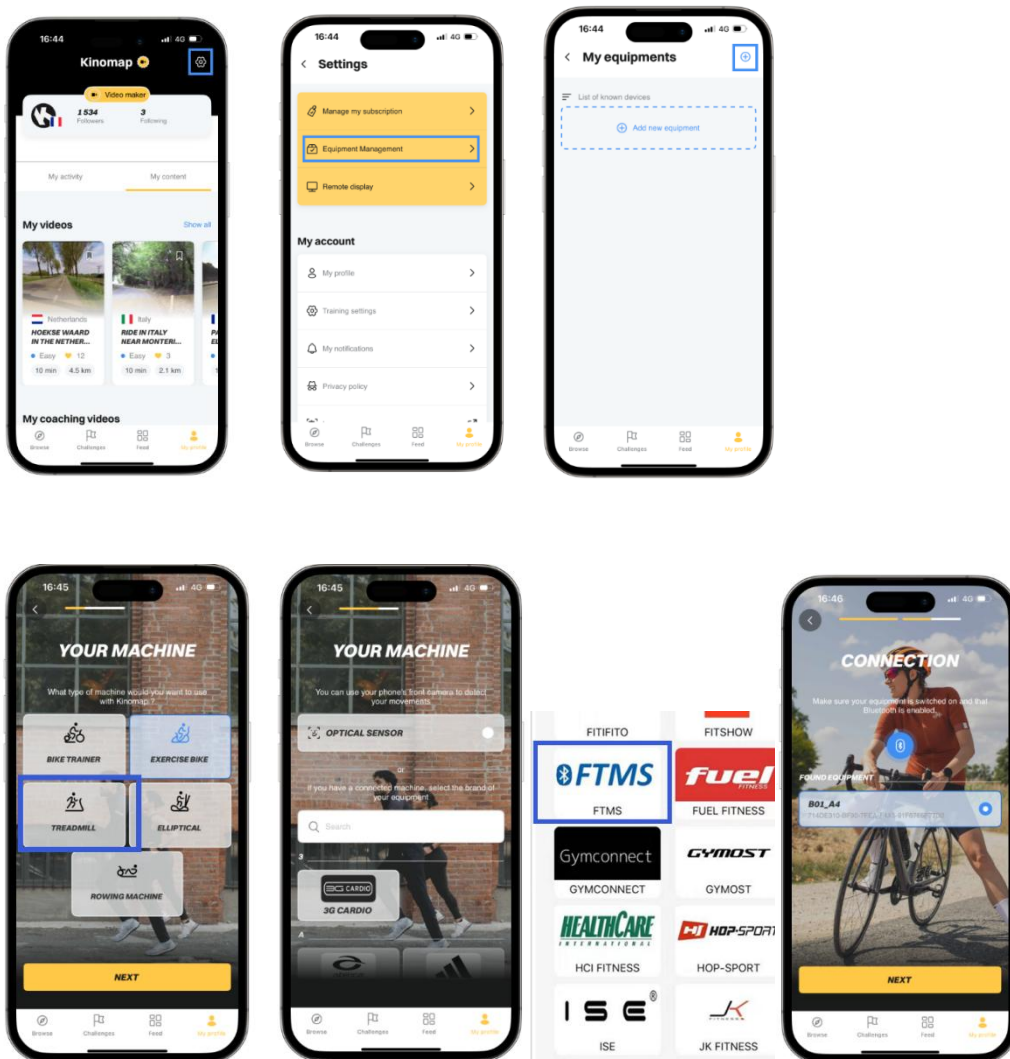 16:44
4G
Kinomap
Video maker
1 534
Followers
3
Following
My activity
My content
My videos
Show all
Netherlands
HOEKSE WAARD
IN THE NETHER...
Easy
12
10 min
4.5 km
Italy
RIDE IN ITALY
NEAR MONTERI...
Easy
3
10 min
2.1 km
My coaching videos
Browse
Challenges
Feed
My profile
16:44
4G
Settings
Manage my subscription
Equipment Management
Remote display
My account
My profile
Training settings
My notifications
Privacy policy
Browse
Challenges
Feed
My profile
16:44
4G
My equipments
List of known devices
Add new equipment
Browse
Challenges
Feed
My profile
16:45
4G
YOUR MACHINE
What type of machine would you want to use
with Kinomap ?
BIKE TRAINER
EXERCISE BIKE
TREADMILL
ELLIPTICAL
ROWING MACHINE
NEXT
Browse
Challenges
Feed
My profile
16:45
4G
YOUR MACHINE
You can use your phone's front camera to detect
your movements
OPTICAL SENSOR
or
If you have a connected machine, select the brand of
your equipment
Search
3
3G CARDIO
3G CARDIO
A
Browse
Challenges
Feed
My profile
FITIFITO
FITSHOW
FTMS
FTMS
fuel
FITNESS
FUEL FITNESS
Gymconnect
GYMCONNECT
GYMOST
GYMOST
HEALTHCARE
INTERNATIONAL
HCI FITNESS
HOP-SPORT
HOP-SPORT
ISE®
ISE
JK
FITNESS
JK FITNESS
16:46
4G
CONNECTION
Make sure your equipment is switched on and that
Bluetooth is enabled.
FOUND EQUIPMENT
B01_A4
NEXT
Browse
Challenges
Feed
My profile